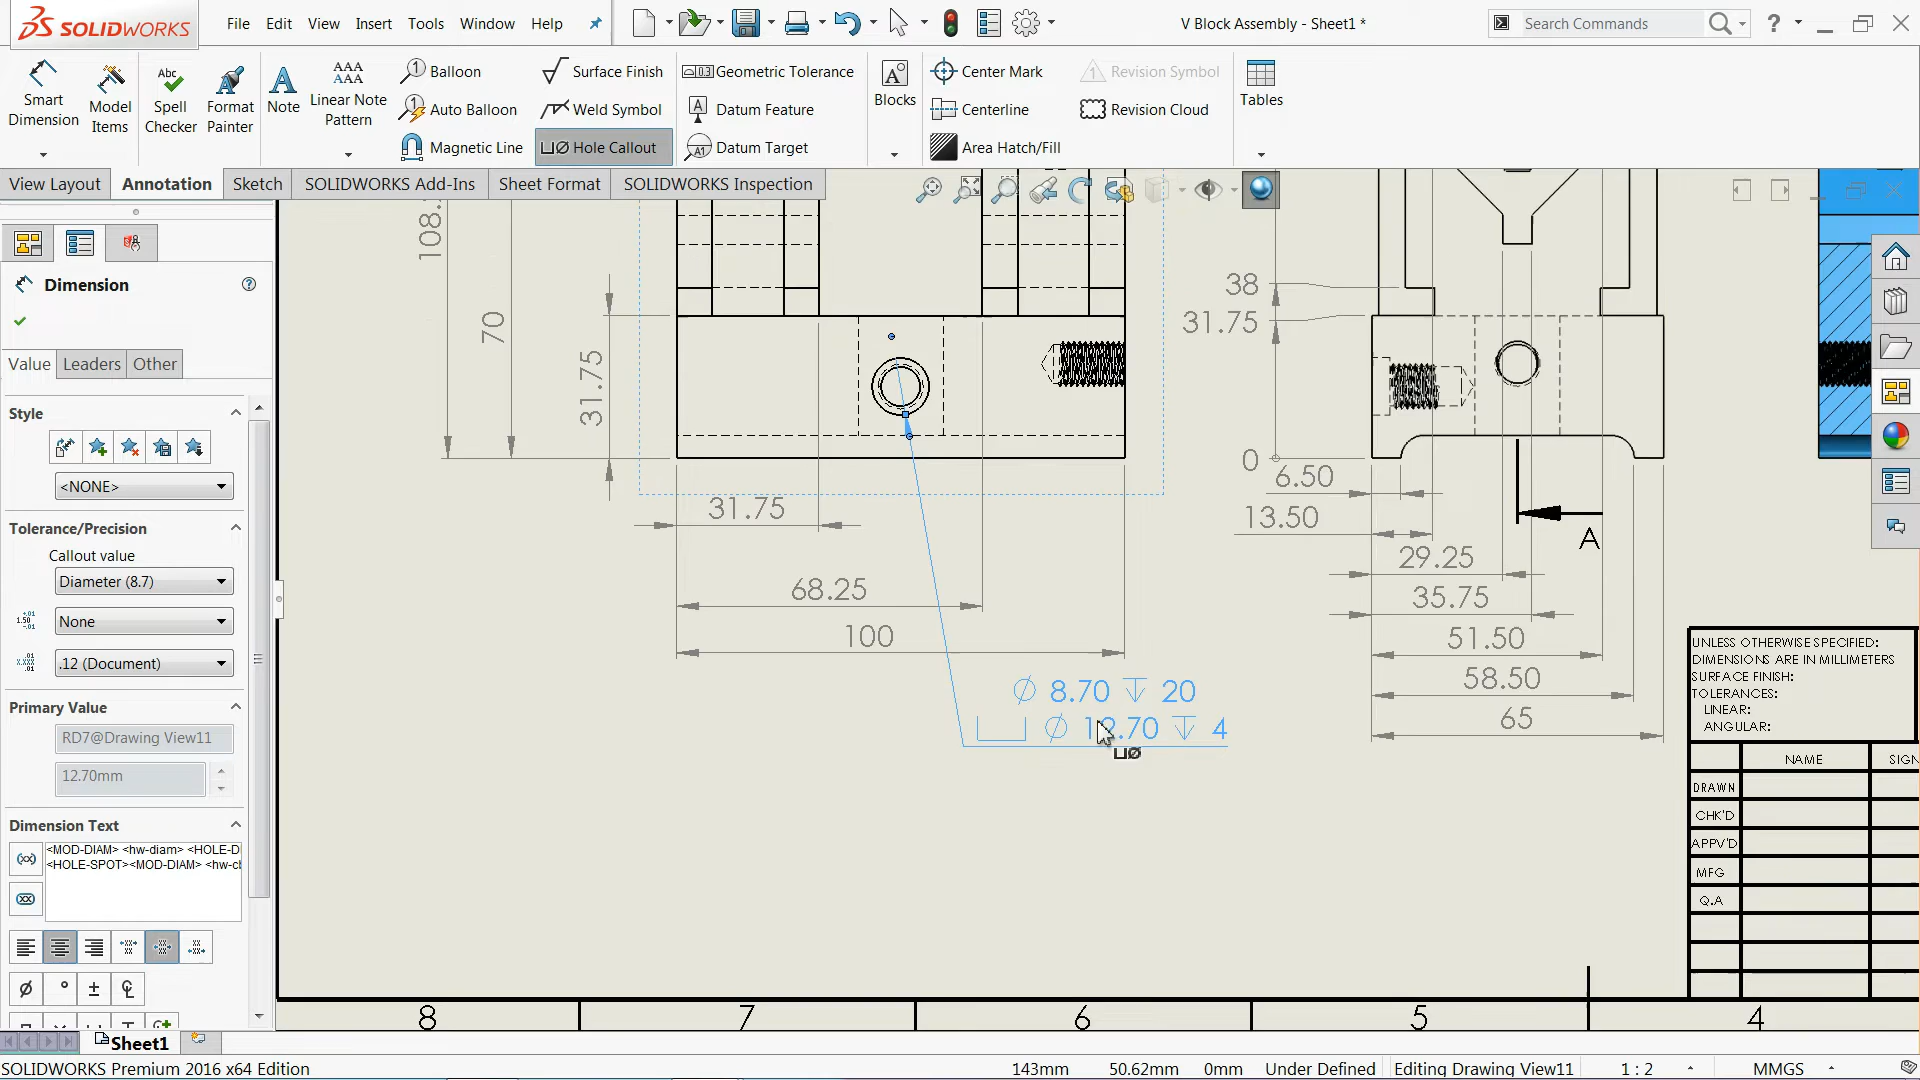 SOLIDWORKS
File Edit View Insert Tools Window Help
V Block Assembly - Sheet1 *
Search Commands
Smart Dimension
Model Items
Spell Checker
Format Painter
Note
Linear Note Pattern
Balloon
Auto Balloon
Magnetic Line
Surface Finish
Weld Symbol
Hole Callout
Geometric Tolerance
Datum Feature
Datum Target
Blocks
Center Mark
Centerline
Area Hatch/Fill
Revision Symbol
Revision Cloud
Tables
View Layout Annotation Sketch SOLIDWORKS Add-Ins Sheet Format SOLIDWORKS Inspection
Dimension
Value Leaders Other
Style
<NONE>
Tolerance/Precision
Callout value
Diameter (8.7)
None
.12 (Document)
Primary Value
RD7@Drawing View11
12.70mm
Dimension Text
<MOD-DIAM> <hw-diam> <HOLE-D
<HOLE-SPOT><MOD-DIAM> <hw-cb
108.
70
31.75
31.75
68.25
100
⌀ 8.70 ↧ 20
⌴ ⌀ 12.70 ↧ 4
38
31.75
0
6.50
13.50
A
29.25
35.75
51.50
58.50
65
UNLESS OTHERWISE SPECIFIED:
DIMENSIONS ARE IN MILLIMETERS
SURFACE FINISH:
TOLERANCES:
LINEAR:
ANGULAR:
NAME SIGN
DRAWN
CHK'D
APPV'D
MFG
Q.A
8 7 6 5 4
Sheet1
SOLIDWORKS Premium 2016 x64 Edition 143mm 50.62mm 0mm Under Defined Editing Drawing View11 1 : 2 MMGS